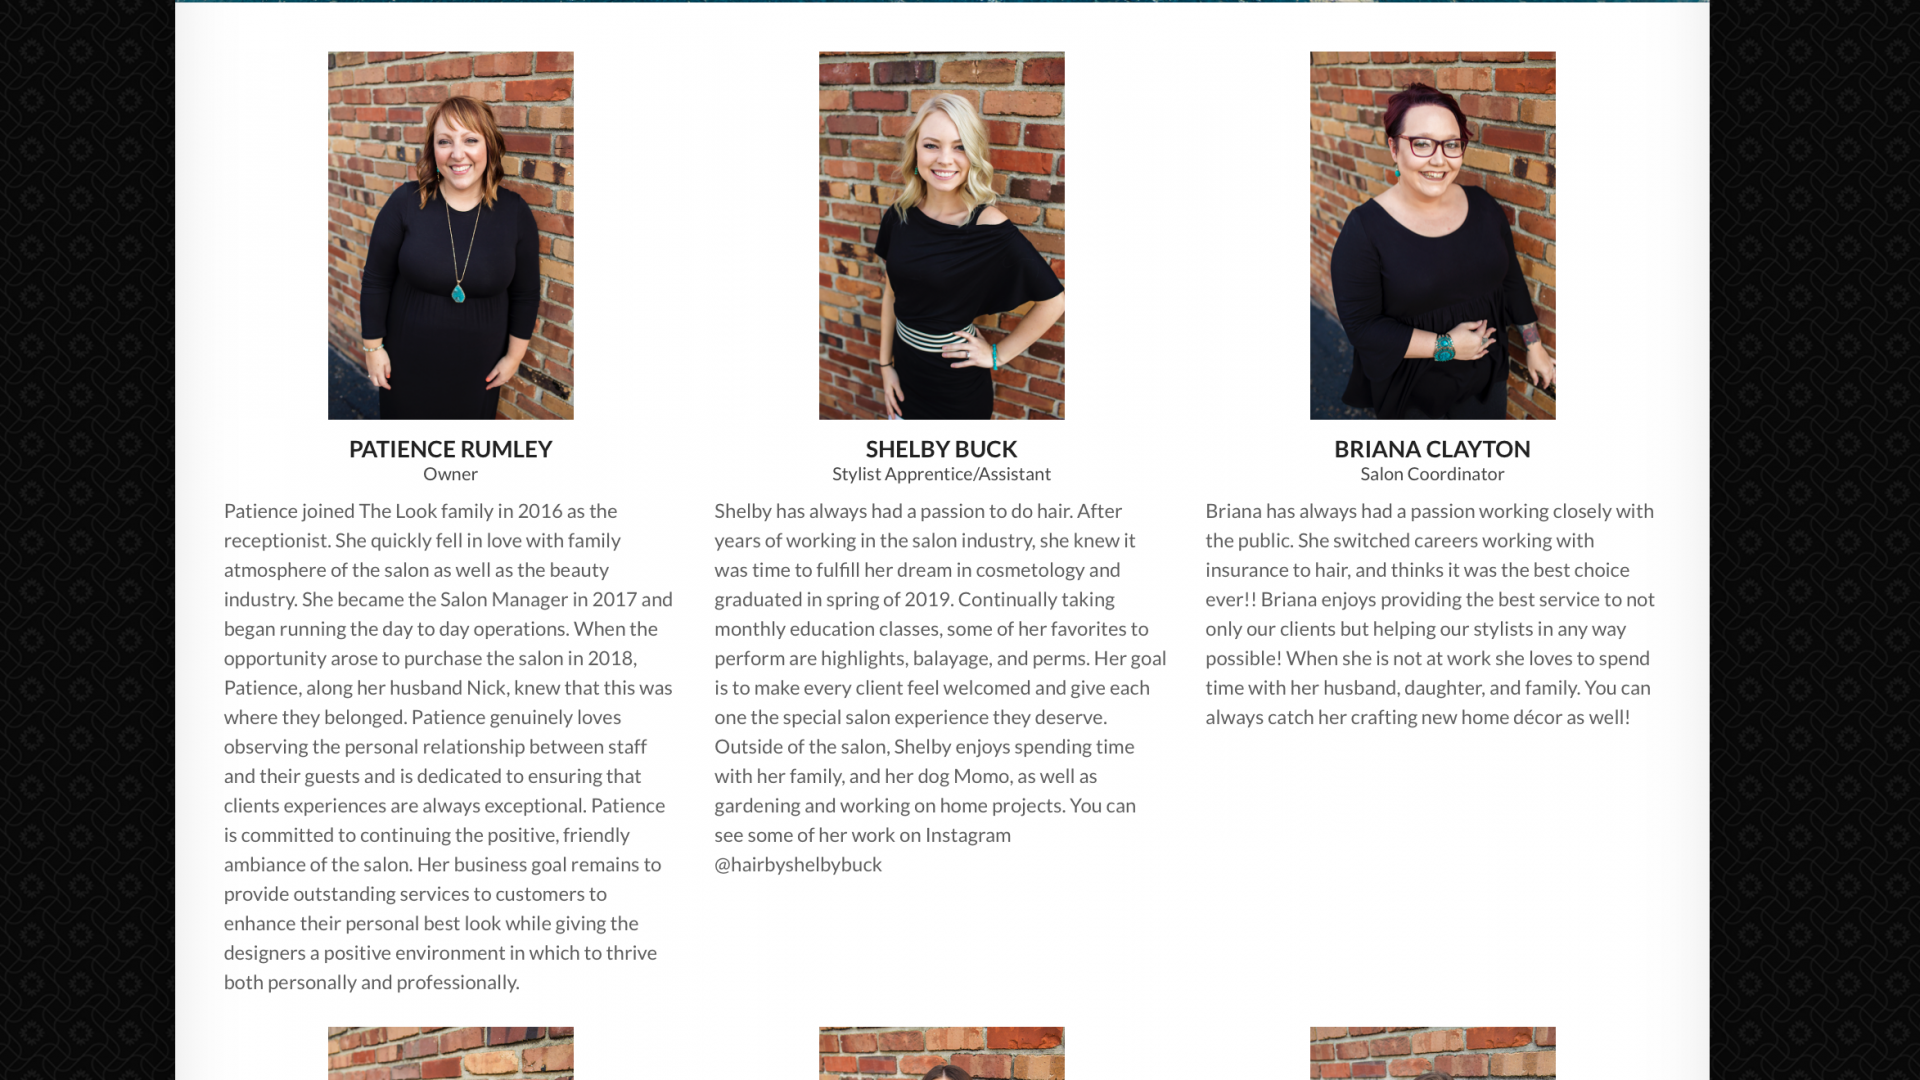 PATIENCE RUMLEY
Owner
Patience joined The Look family in 2016 as the
receptionist. She quickly fell in love with family
atmosphere of the salon as well as the beauty
industry. She became the Salon Manager in 2017 and
began running the day to day operations. When the
opportunity arose to purchase the salon in 2018,
Patience, along her husband Nick, knew that this was
where they belonged. Patience genuinely loves
observing the personal relationship between staff
and their guests and is dedicated to ensuring that
clients experiences are always exceptional. Patience
is committed to continuing the positive, friendly
ambiance of the salon. Her business goal remains to
provide outstanding services to customers to
enhance their personal best look while giving the
designers a positive environment in which to thrive
both personally and professionally.
SHELBY BUCK
Stylist Apprentice/Assistant
Shelby has always had a passion to do hair. After
years of working in the salon industry, she knew it
was time to fulfill her dream in cosmetology and
graduated in spring of 2019. Continually taking
monthly education classes, some of her favorites to
perform are highlights, balayage, and perms. Her goal
is to make every client feel welcomed and give each
one the special salon experience they deserve.
Outside of the salon, Shelby enjoys spending time
with her family, and her dog Momo, as well as
gardening and working on home projects. You can
see some of her work on Instagram
@hairbyshelbybuck
BRIANA CLAYTON
Salon Coordinator
Briana has always had a passion working closely with
the public. She switched careers working with
insurance to hair, and thinks it was the best choice
ever!! Briana enjoys providing the best service to not
only our clients but helping our stylists in any way
possible! When she is not at work she loves to spend
time with her husband, daughter, and family. You can
always catch her crafting new home décor as well!